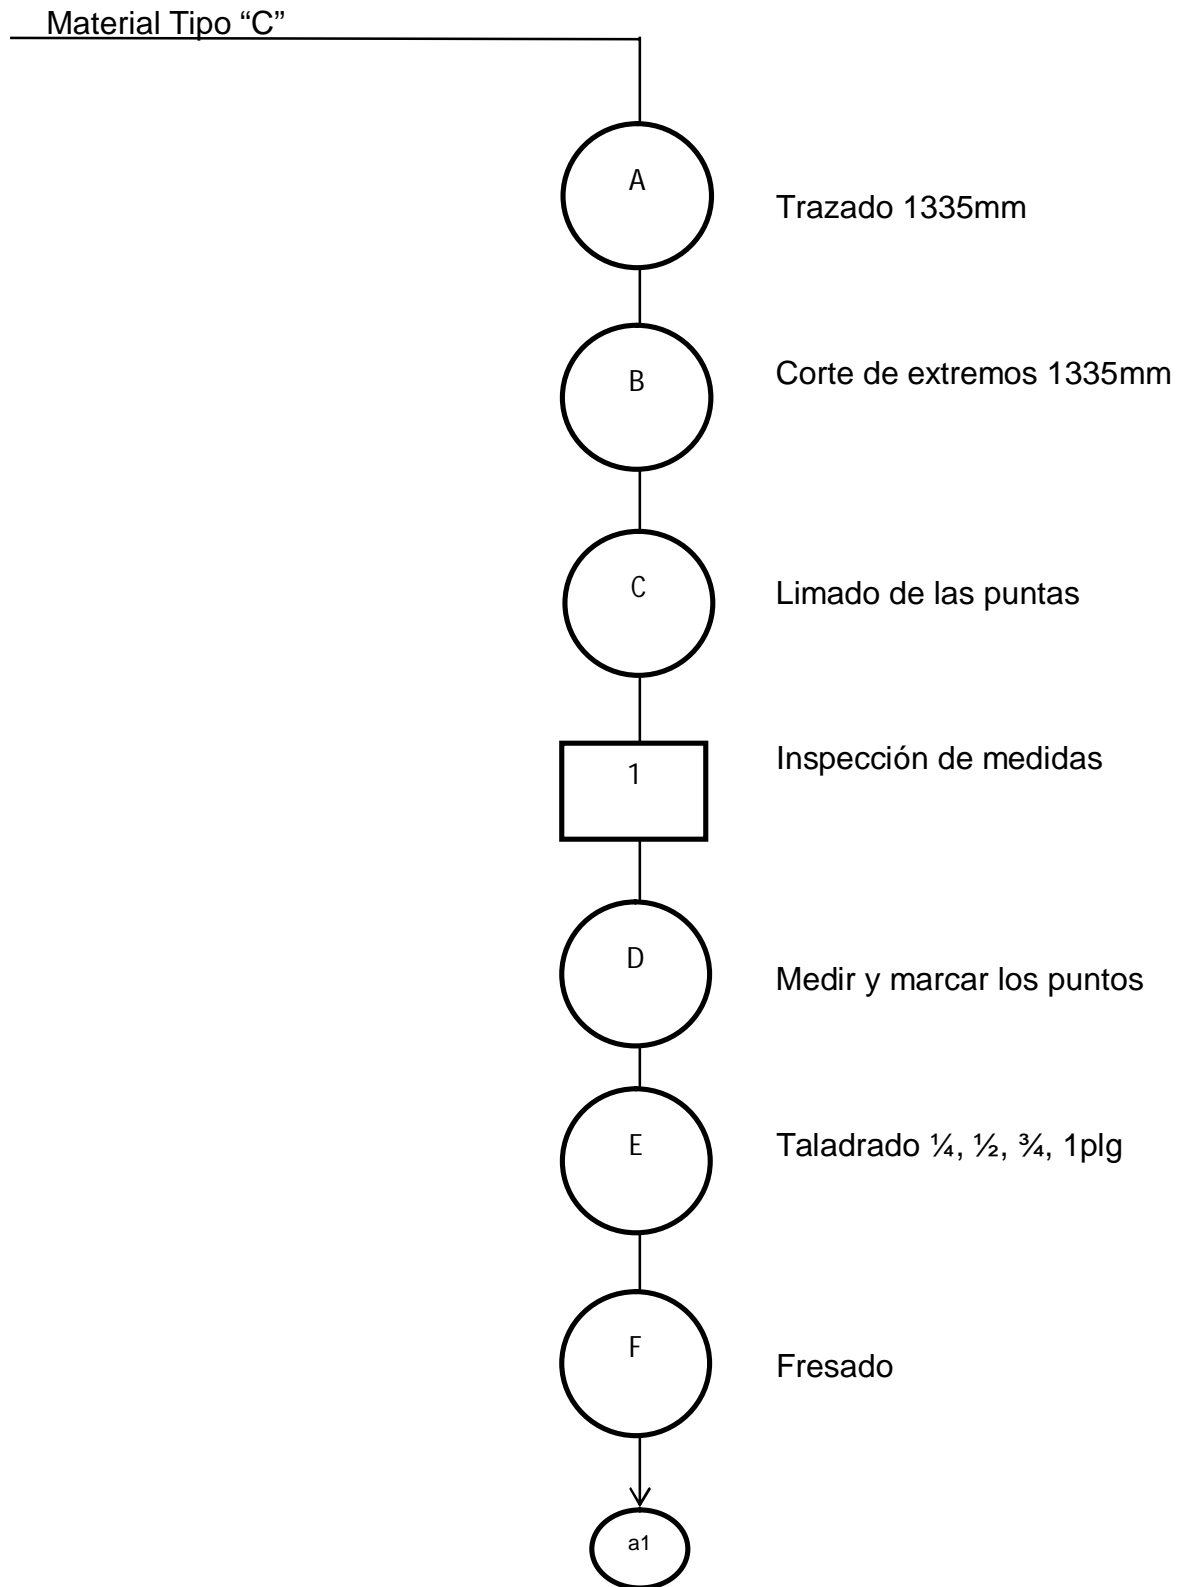 Material Tipo “C”
A
Trazado 1335mm
B
Corte de extremos 1335mm
C
Limado de las puntas
1
Inspección de medidas
D
Medir y marcar los puntos
E
Taladrado ¼, ½, ¾, 1plg
F
Fresado
a1